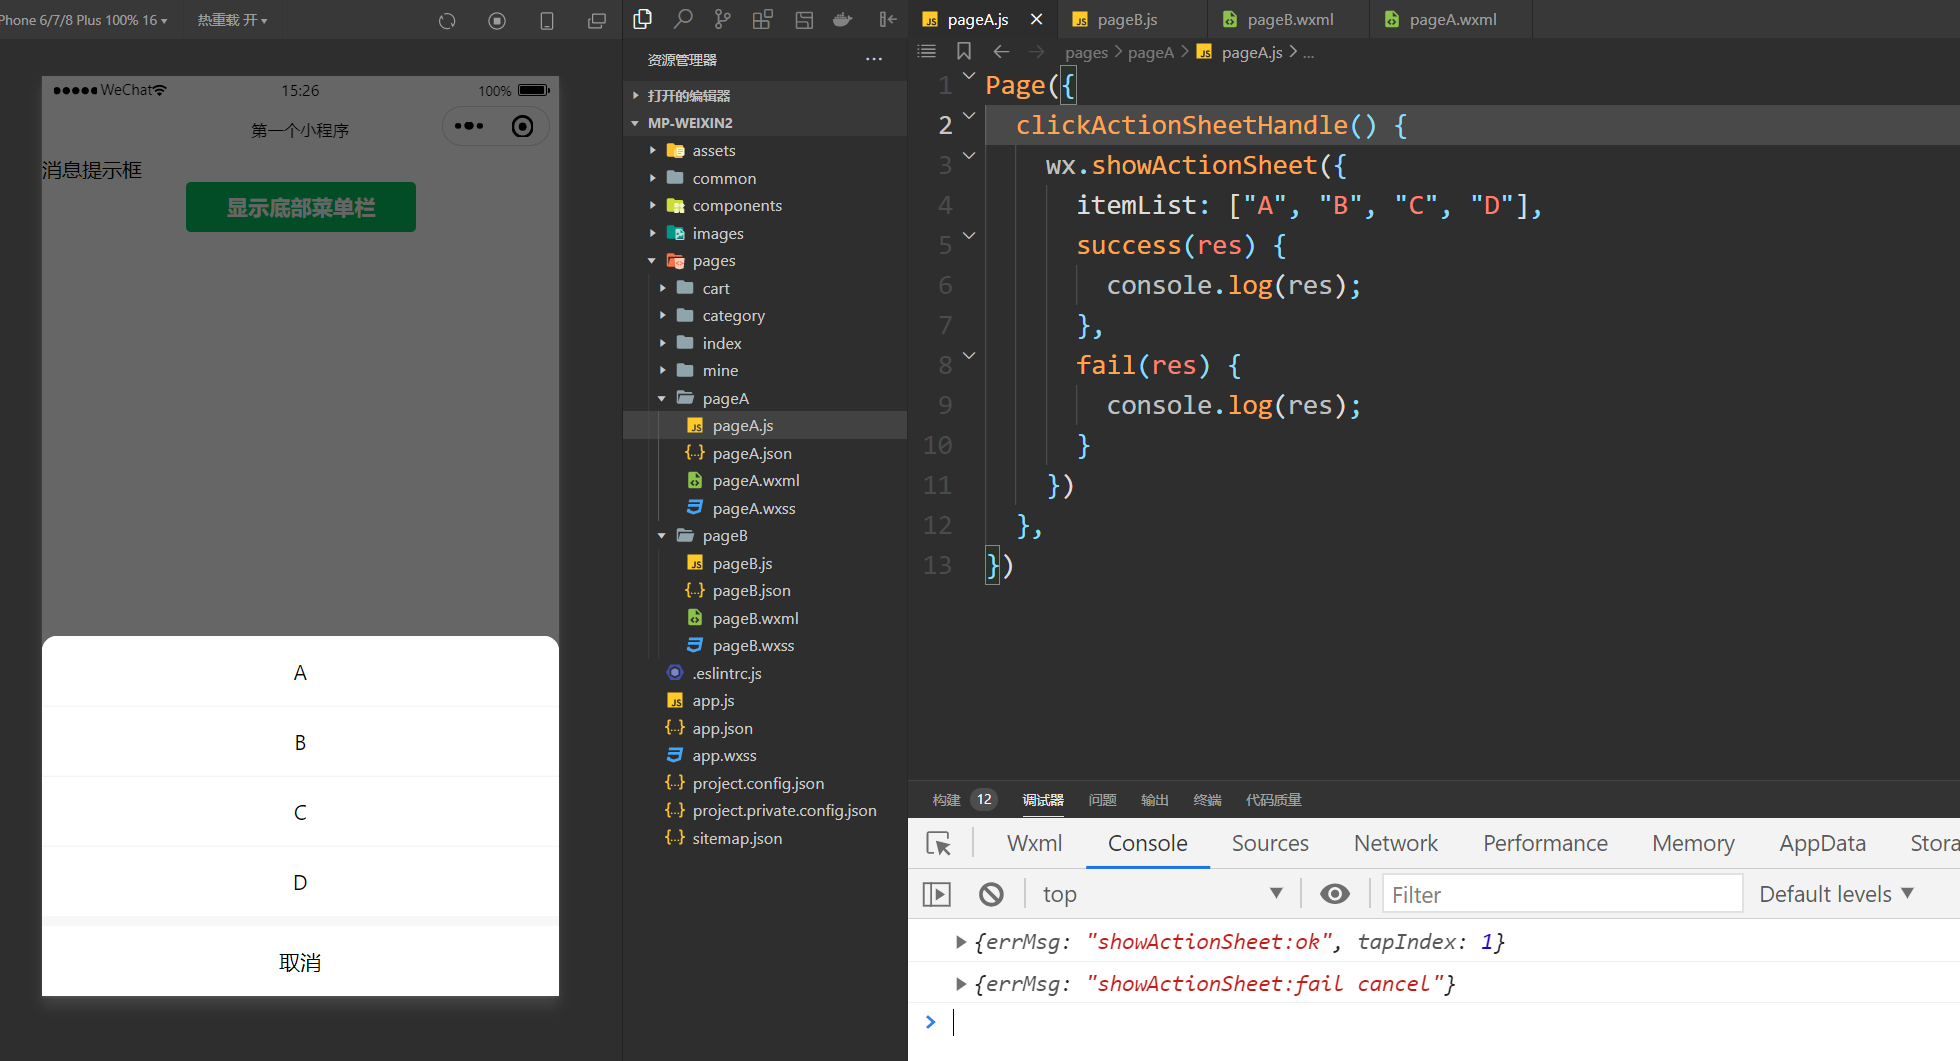 Phone 6/7/8 Plus 100% 16 热重载 开
WeChat 15:26 100%
第一个小程序
消息提示框
显示底部菜单栏
A
B
C
D
取消
资源管理器
打开的编辑器
MP-WEIXIN2
assets
common
components
images
pages
cart
category
index
mine
pageA
pageA.js
pageA.json
pageA.wxml
pageA.wxss
pageB
pageB.js
pageB.json
pageB.wxml
pageB.wxss
.eslintrc.js
app.js
app.json
app.wxss
project.config.json
project.private.config.json
sitemap.json
pageA.js pageB.js pageB.wxml pageA.wxml
pages > pageA > pageA.js > ...
1 Page({
2 clickActionSheetHandle() {
3 wx.showActionSheet({
4 itemList: ["A", "B", "C", "D"],
5 success(res) {
6 console.log(res);
7 },
8 fail(res) {
9 console.log(res);
10 }
11 })
12 },
13 })
构建 12 调试器 问题 输出 终端 代码质量
Wxml Console Sources Network Performance Memory AppData Stora
top Filter Default levels
{errMsg: "showActionSheet:ok", tapIndex: 1}
{errMsg: "showActionSheet:fail cancel"}